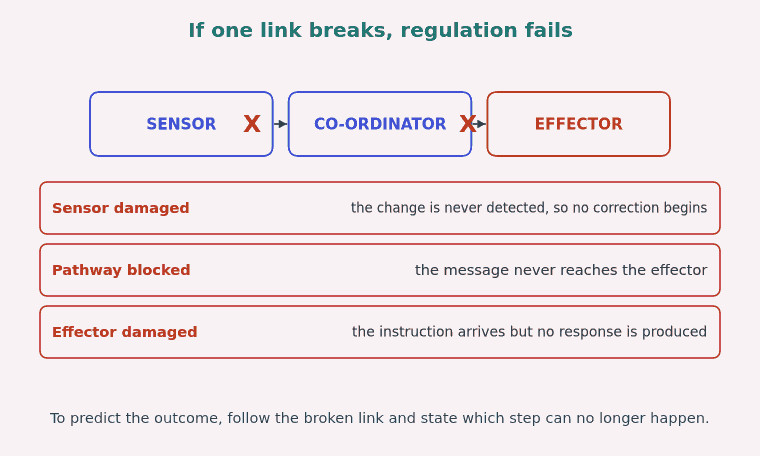 If one link breaks, regulation fails
SENSOR X CO-ORDINATOR X EFFECTOR
Sensor damaged the change is never detected, so no correction begins
Pathway blocked the message never reaches the effector
Effector damaged the instruction arrives but no response is produced
To predict the outcome, follow the broken link and state which step can no longer happen.